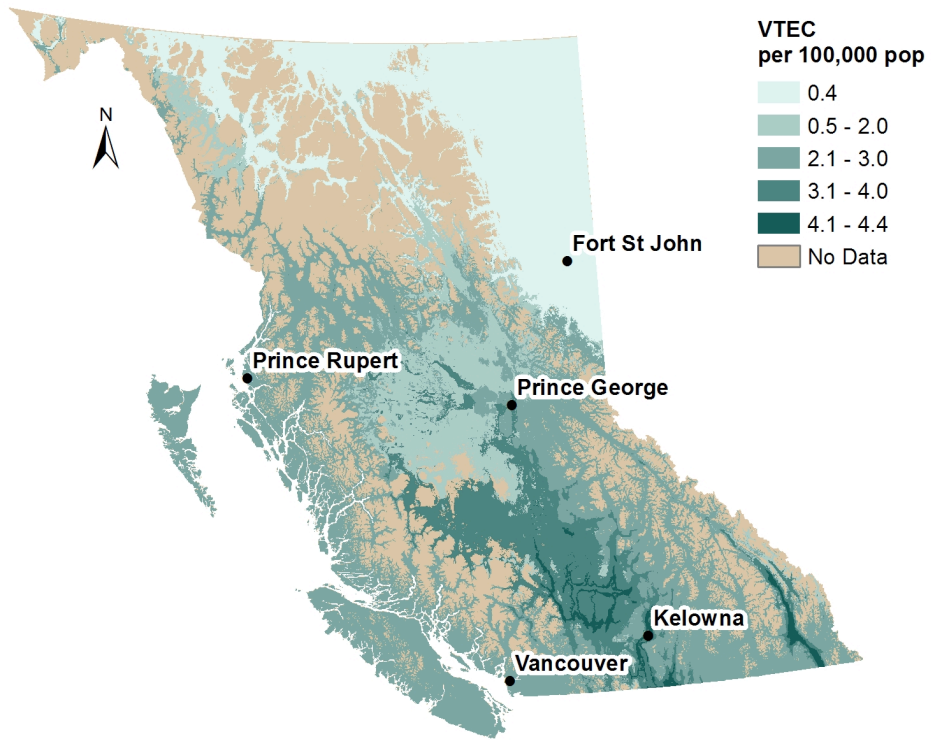 VTEC
per 100,000 pop
0.4
0.5 - 2.0
2.1 - 3.0
3.1 - 4.0
4.1 - 4.4
No Data
N
Fort St John
Prince Rupert
Prince George
Kelowna
Vancouver